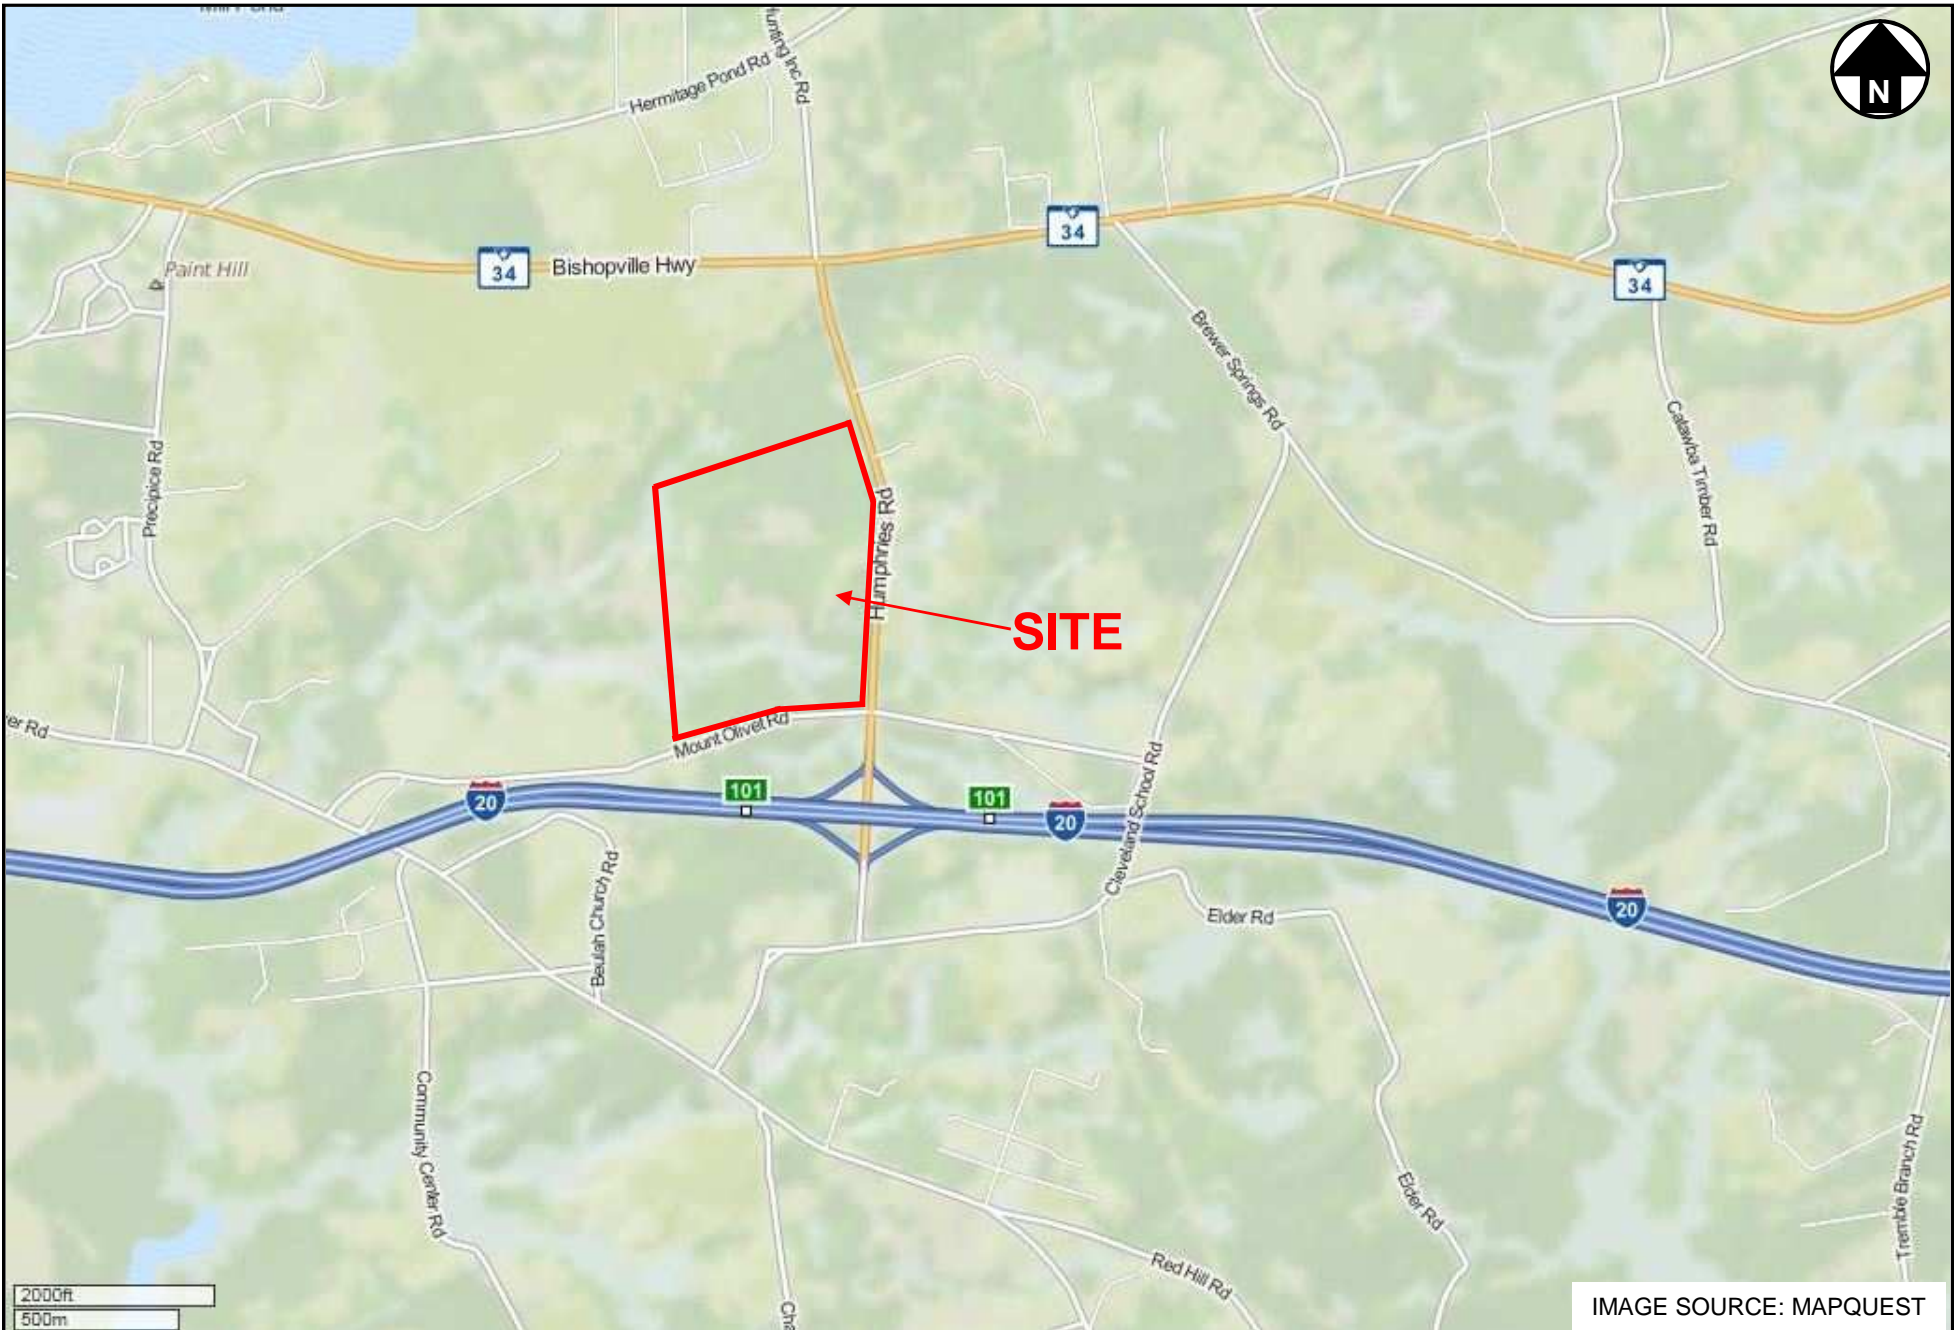 Hunting Inc Rd
Hermitage Pond Rd
N
34
34
34
Bishopville Hwy
Paint Hill
Brewer Springs Rd
Catawba Timber Rd
Precipice Rd
Humphries Rd
SITE
er Rd
Mount Olivet Rd
101
101
20
20
20
Cleveland School Rd
Beulah Church Rd
Elder Rd
Community Center Rd
Elder Rd
Tremble Branch Rd
Red Hill Rd
Cha
2000ft
500m
IMAGE SOURCE: MAPQUEST